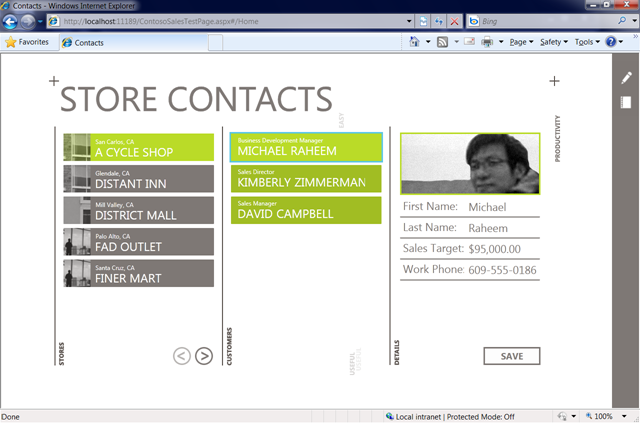 Contacts - Windows Internet Explorer
http://localhost:11189/ContosoSalesTestPage.aspx#/Home
Bing
Favorites
Contacts
Page
Safety
Tools
STORE CONTACTS
EASY
PRODUCTIVITY
San Carlos, CA
A CYCLE SHOP
Glendale, CA
DISTANT INN
Mill Valley, CA
DISTRICT MALL
Palo Alto, CA
FAD OUTLET
Santa Cruz, CA
FINER MART
STORES
Business Development Manager
MICHAEL RAHEEM
Sales Director
KIMBERLY ZIMMERMAN
Sales Manager
DAVID CAMPBELL
CUSTOMERS
USEFUL
First Name: Michael
Last Name: Raheem
Sales Target: $95,000.00
Work Phone: 609-555-0186
DETAILS
SAVE
Done
Local intranet | Protected Mode: Off
100%